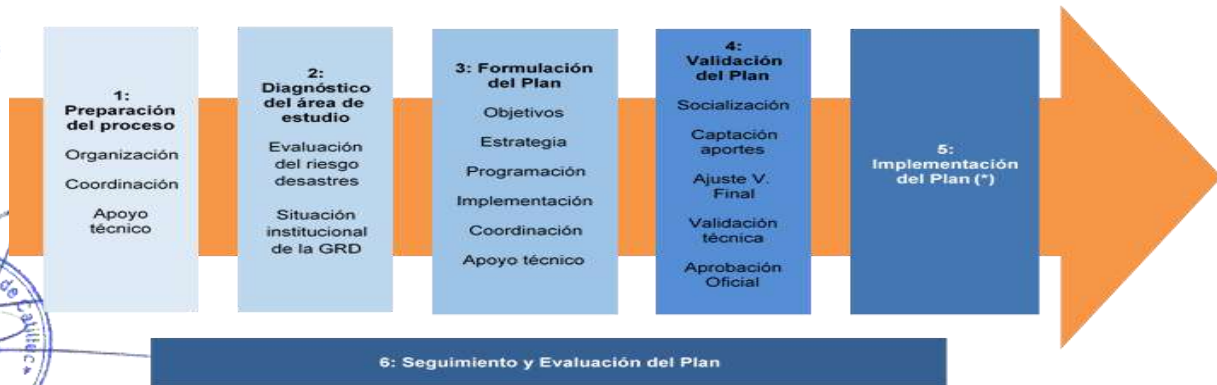 1:
Preparación
del proceso
Organización
Coordinación
Apoyo
técnico
2:
Diagnóstico
del área de
estudio
Evaluación
del riesgo
desastres
Situación
institucional
de la GRD
3: Formulación
del Plan
Objetivos
Estrategia
Programación
Implementación
Coordinación
Apoyo técnico
4:
Validación
del Plan
Socialización
Captación
aportes
Ajuste V.
Final
Validación
técnica
Aprobación
Oficial
5:
Implementación
del Plan (*)
6: Seguimiento y Evaluación del Plan